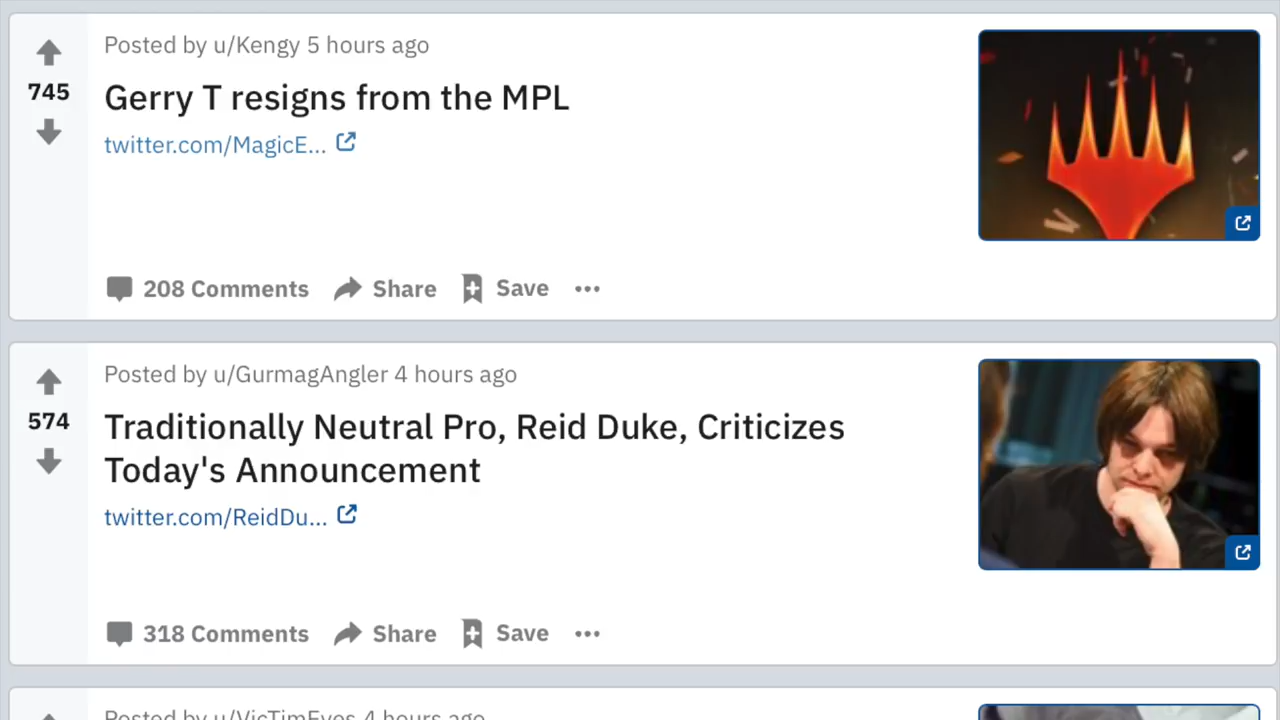 Posted by u/Kengy 5 hours ago
745
Gerry T resigns from the MPL
twitter.com/MagicE...
208 Comments Share Save ...
Posted by u/GurmagAngler 4 hours ago
574
Traditionally Neutral Pro, Reid Duke, Criticizes
Today's Announcement
twitter.com/ReidDu...
318 Comments Share Save ...
Posted by u/VicTimEyes 4 hours ago